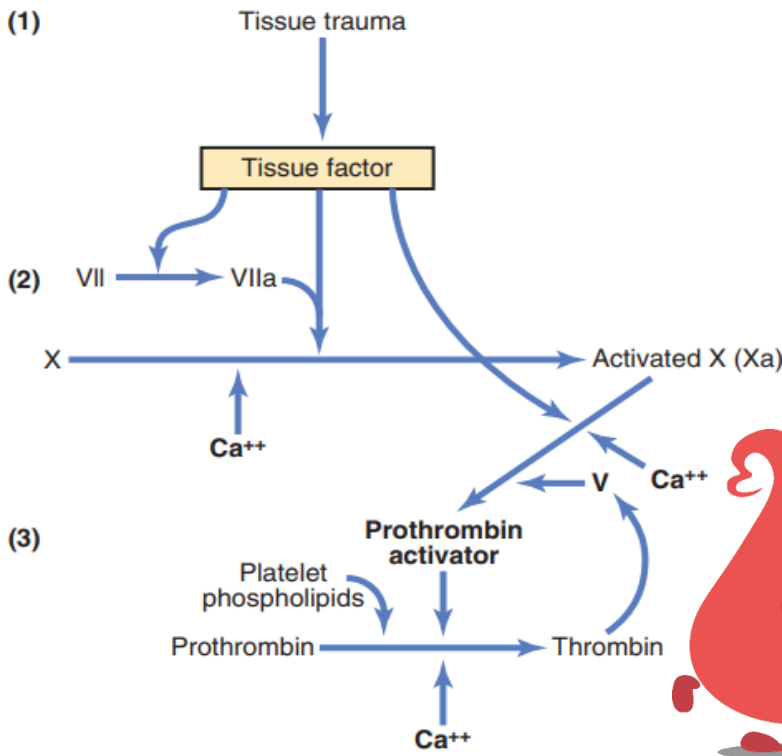 (1)
Tissue trauma
Tissue factor
(2)
VII
VIIa
X
Activated X (Xa)
Ca++
Ca++
V
(3)
Prothrombin
activator
Platelet
phospholipids
Prothrombin
Thrombin
Ca++